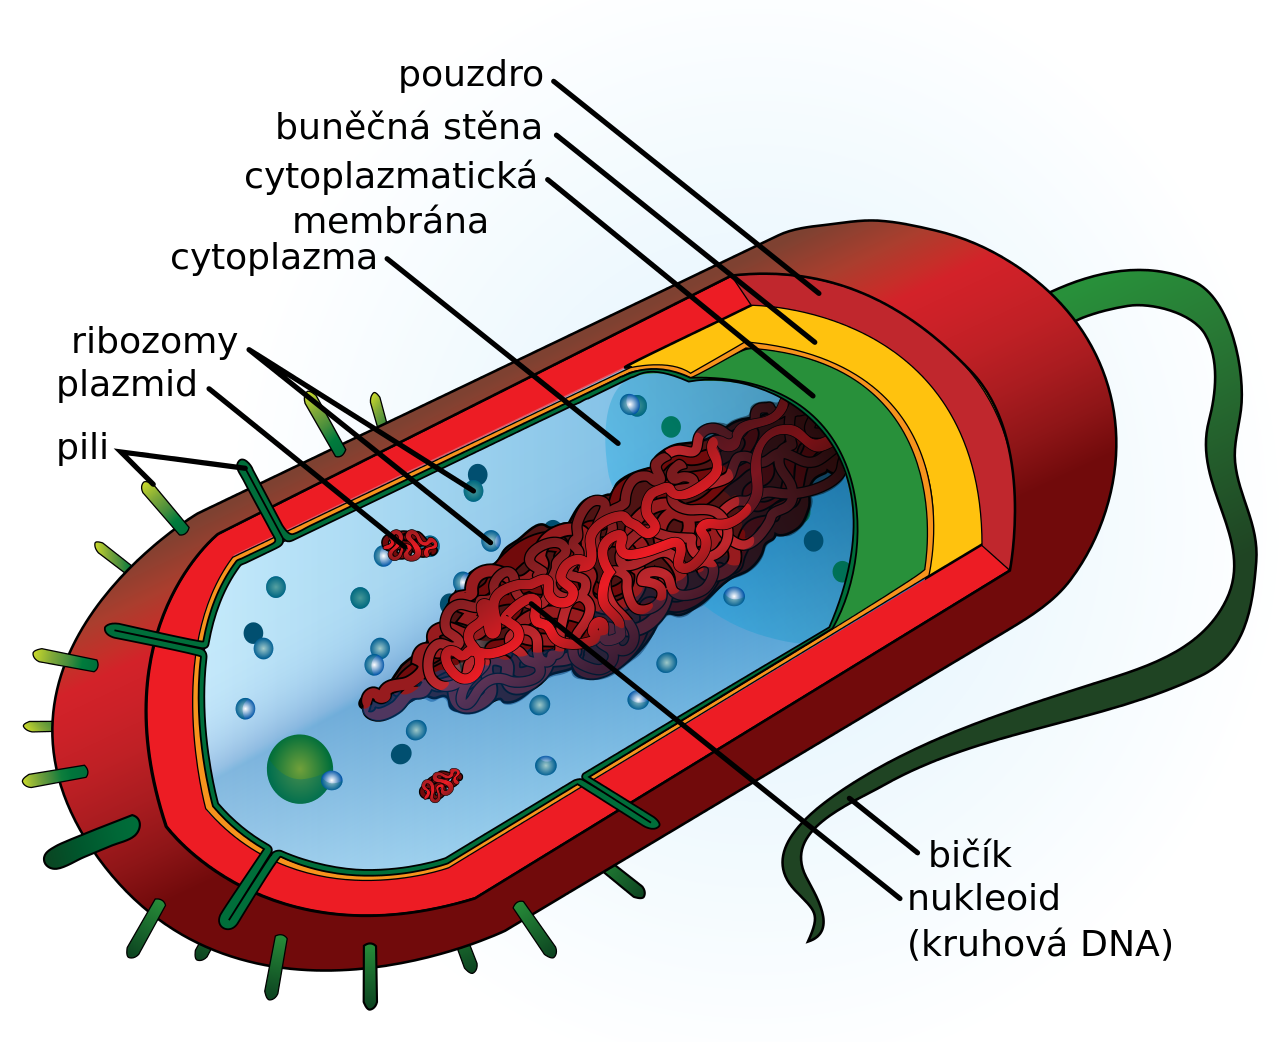 pouzdro
buněčná stěna
cytoplazmatická
membrána
cytoplazma
ribozomy
plazmid
pili
bičík
nukleoid
(kruhová DNA)